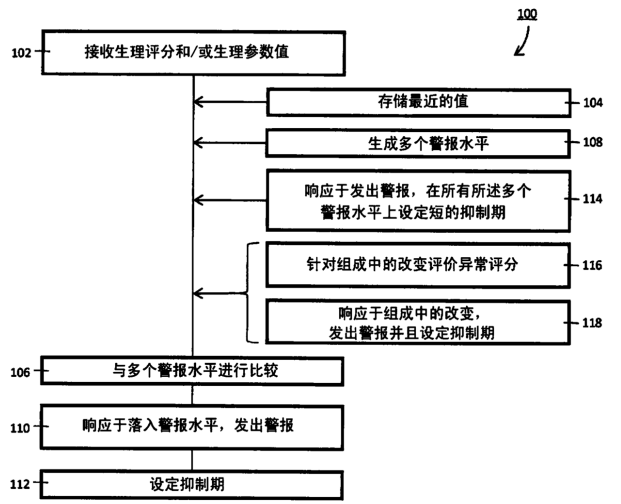 100
102
接收生理评分和/或生理参数值
存储最近的值
104
生成多个警报水平
108
响应于发出警报，在所有所述多个
警报水平上设定短的抑制期
114
针对组成中的改变评价异常评分
116
响应于组成中的改变，
发出警报并且设定抑制期
118
106
与多个警报水平进行比较
110
响应于落入警报水平，发出警报
112
设定抑制期